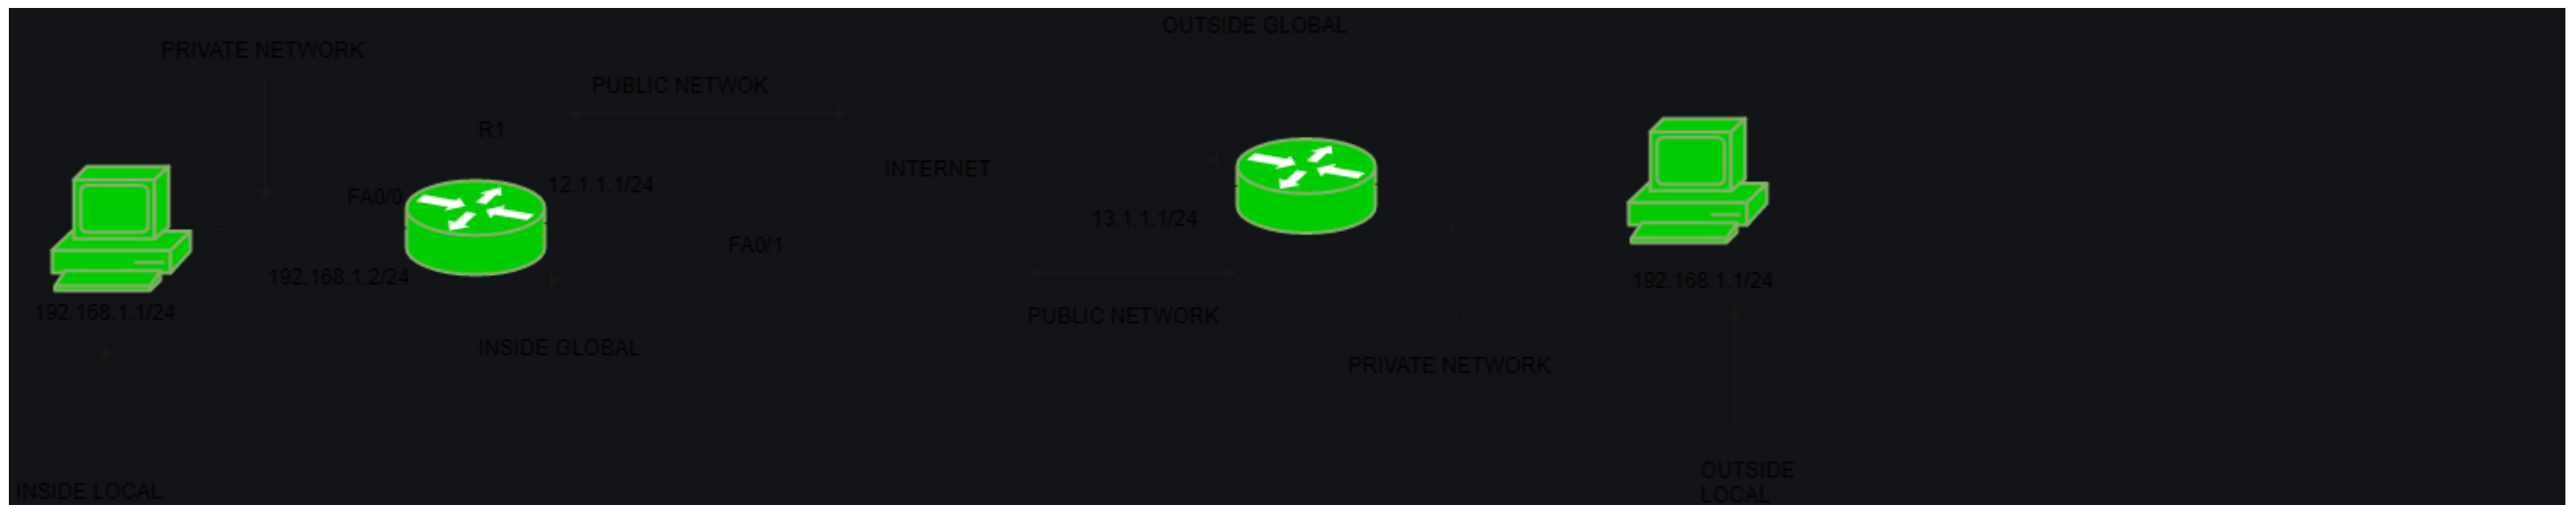 OUTSIDE GLOBAL
PRIVATE NETWORK
PUBLIC NETWOK
R1
INTERNET
12.1.1.1/24
FA0/0
13.1.1.1/24
FA0/1
192.168.1.2/24
192.168.1.1/24
192.168.1.1/24
PUBLIC NETWORK
INSIDE GLOBAL
PRIVATE NETWORK
OUTSIDE
LOCAL
INSIDE LOCAL